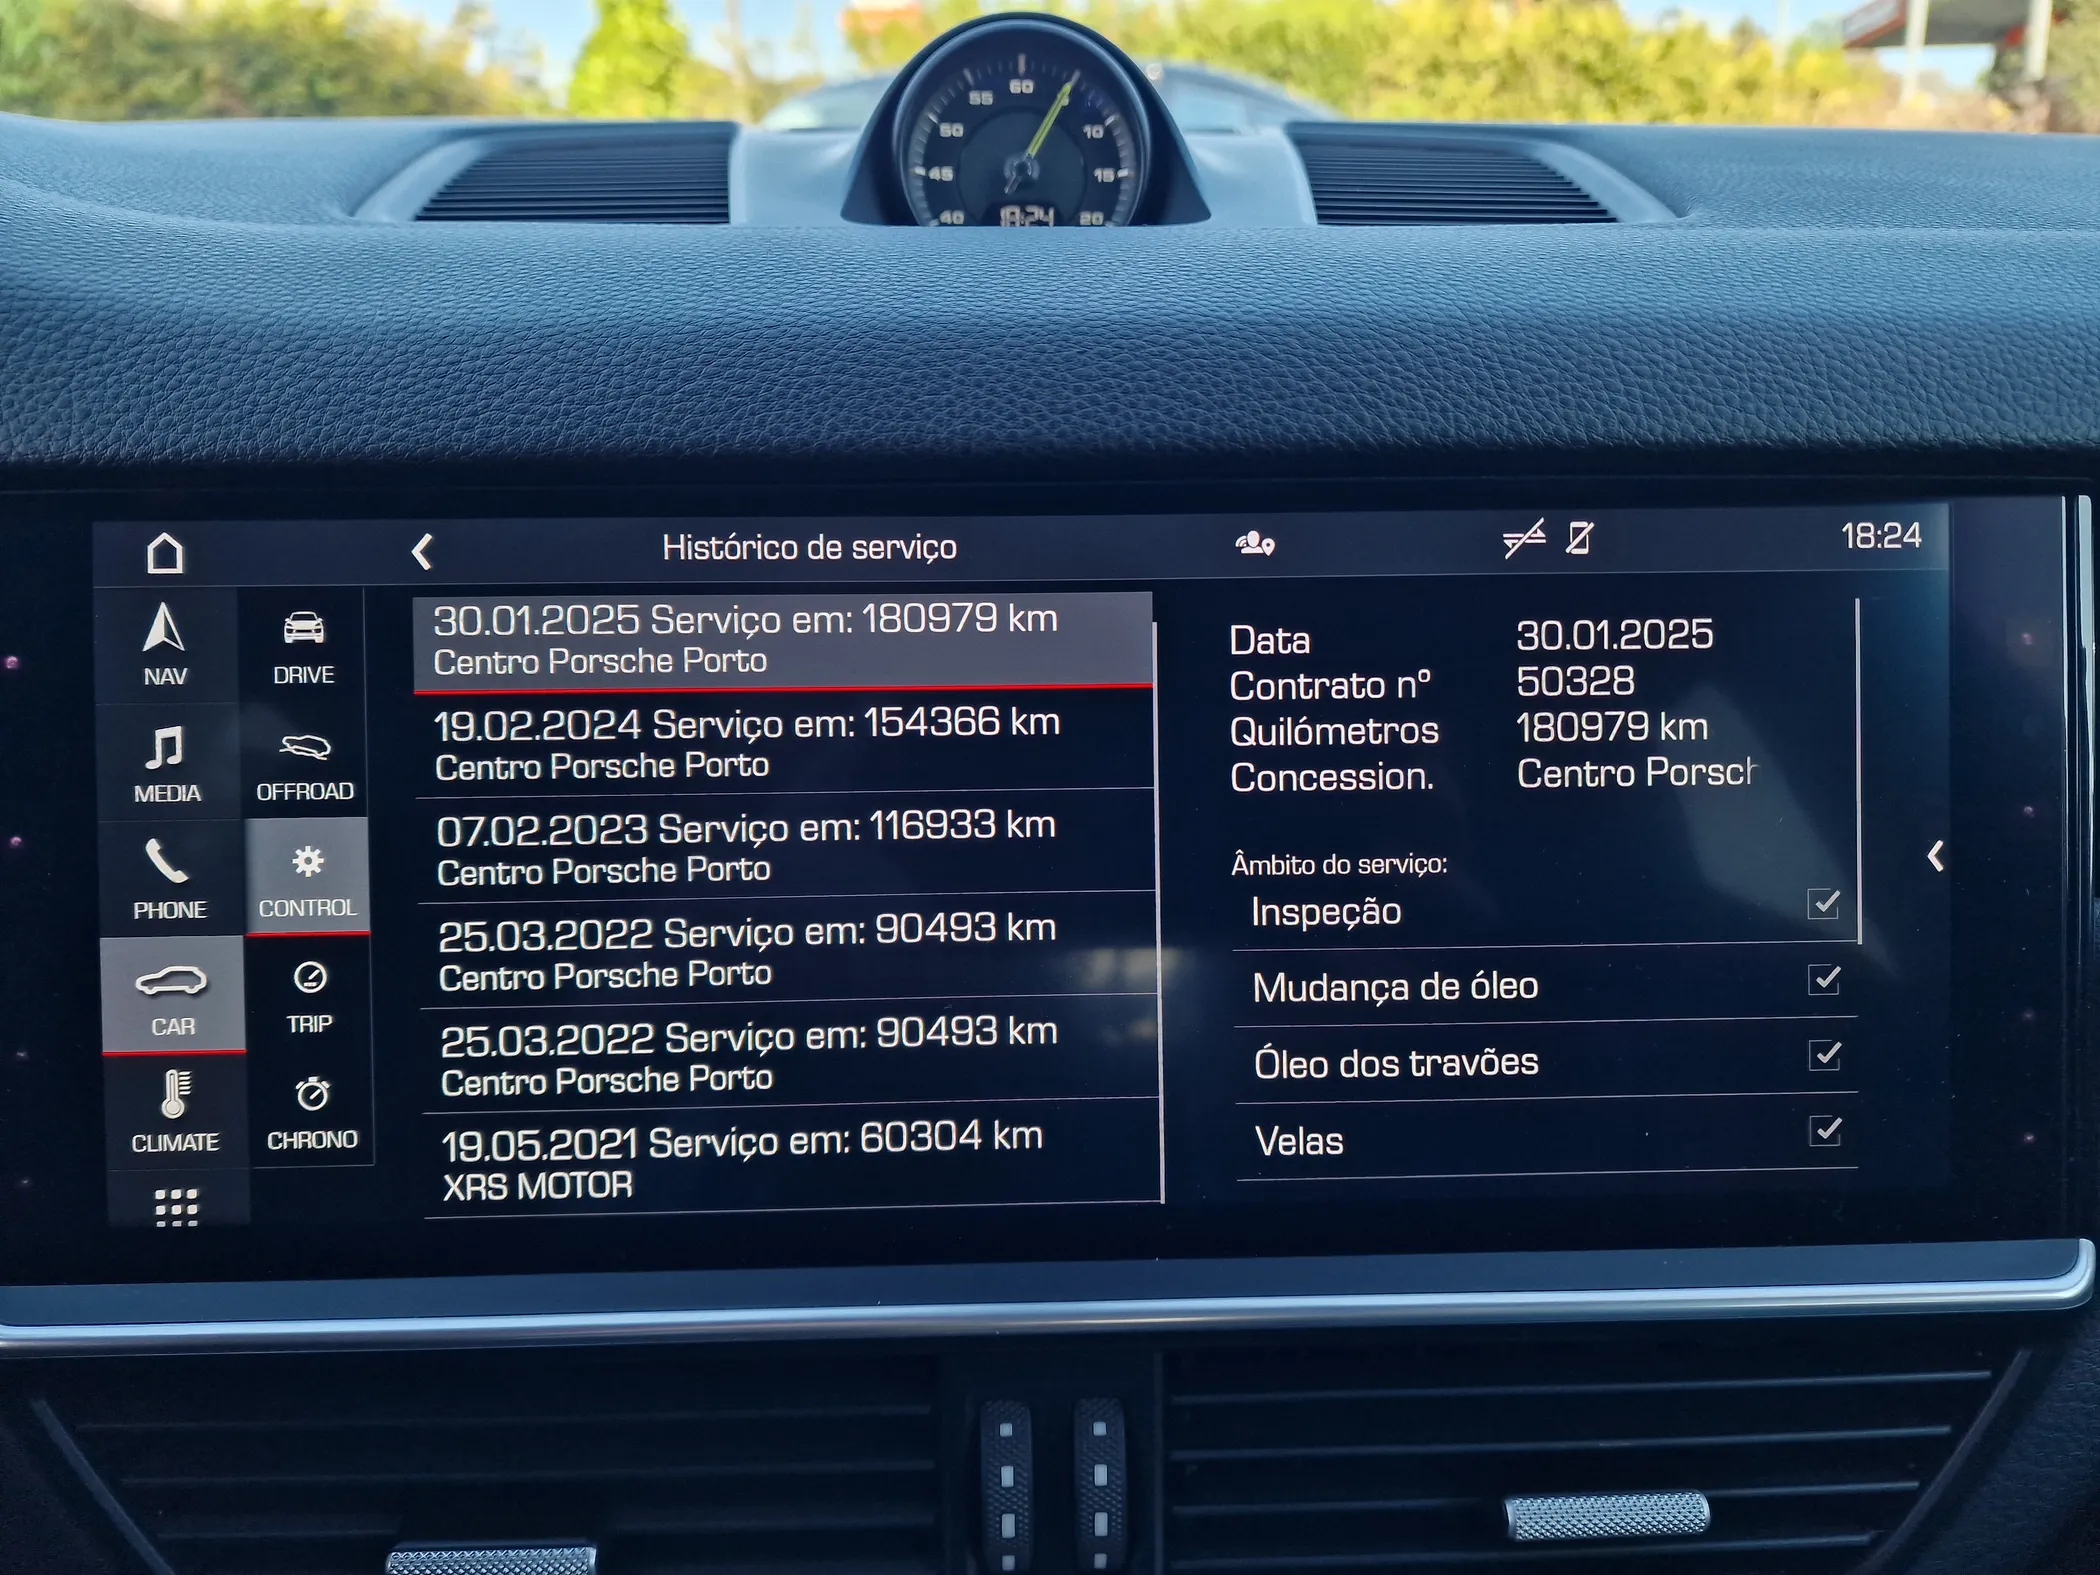 55
60
5
50
10
45
15
40
18:24
20
Histórico de serviço
18:24
NAV
DRIVE
MEDIA
OFFROAD
PHONE
CONTROL
CAR
TRIP
CLIMATE
CHRONO
30.01.2025 Serviço em: 180979 km
Centro Porsche Porto
19.02.2024 Serviço em: 154366 km
Centro Porsche Porto
07.02.2023 Serviço em: 116933 km
Centro Porsche Porto
25.03.2022 Serviço em: 90493 km
Centro Porsche Porto
25.03.2022 Serviço em: 90493 km
Centro Porsche Porto
19.05.2021 Serviço em: 60304 km
XRS MOTOR
Data 30.01.2025
Contrato nº 50328
Quilómetros 180979 km
Concession. Centro Porsch
Âmbito do serviço:
Inspeção
Mudança de óleo
Óleo dos travões
Velas